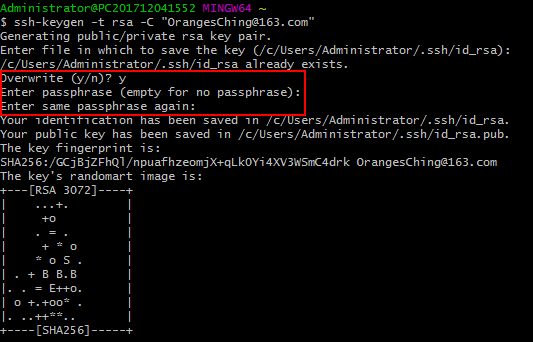 Administrator@PC201712041552 MINGW64 ~
$ ssh-keygen -t rsa -C "OrangesChing@163.com"
Generating public/private rsa key pair.
Enter file in which to save the key (/c/Users/Administrator/.ssh/id_rsa):
/c/Users/Administrator/.ssh/id_rsa already exists.
Overwrite (y/n)? y
Enter passphrase (empty for no passphrase):
Enter same passphrase again:
Your identification has been saved in /c/Users/Administrator/.ssh/id_rsa.
Your public key has been saved in /c/Users/Administrator/.ssh/id_rsa.pub.
The key fingerprint is:
SHA256:/GCjBjZFhQl/npuafhzeomjX+qLkOYi4XV3WSmC4drk OrangesChing@163.com
The key's randomart image is:
+---[RSA 3072]----+
|     ...+.       |
|      +o         |
|     . = .       |
|      + * o      |
|     * o S .     |
| . + B B.B       |
|. . = E++o.      |
| o +.+oo* .      |
|. ..++**..       |
+----[SHA256]-----+